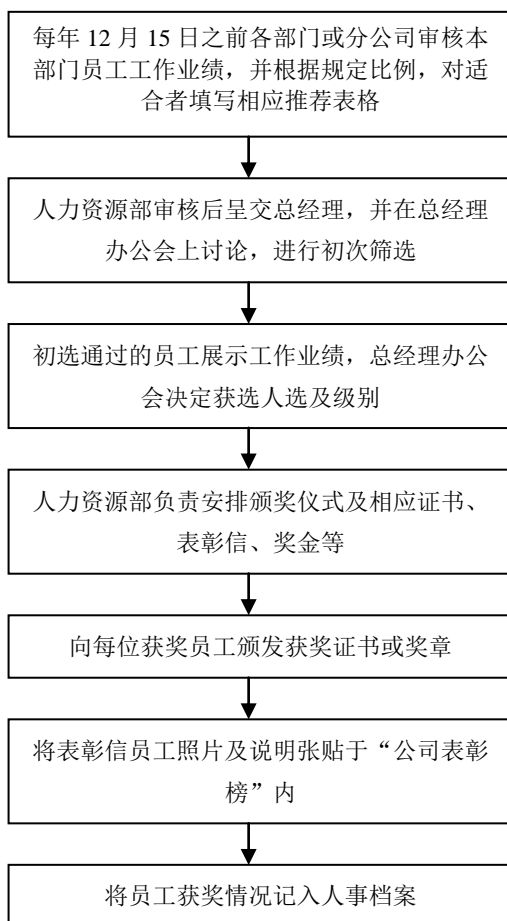 每年 12 月 15 日之前各部门或分公司审核本
部门员工工作业绩，并根据规定比例，对适
合者填写相应推荐表格
人力资源部审核后呈交总经理，并在总经理
办公会上讨论，进行初次筛选
初选通过的员工展示工作业绩，总经理办公
会决定获选人选及级别
人力资源部负责安排颁奖仪式及相应证书、
表彰信、奖金等
向每位获奖员工颁发获奖证书或奖章
将表彰信员工照片及说明张贴于“公司表彰
榜”内
将员工获奖情况记入人事档案